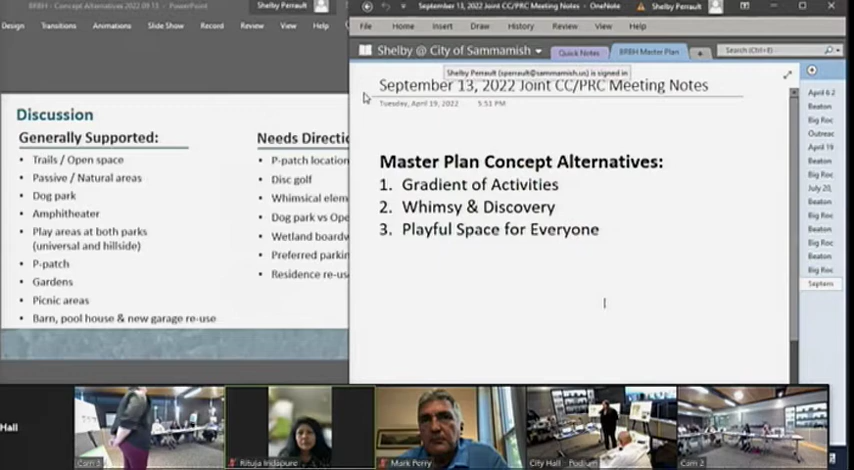 BRBH - Concept Alternatives 2022 09 13 - PowerPoint
Shelby Perrault
Design Transitions Animations Slide Show Record Review View Help
September 13, 2022 Joint CC/PRC Meeting Notes - OneNote
Shelby Perrault
File Home Insert Draw History Review View Help
Shelby @ City of Sammamish
Quick Notes
BRBH Master Plan
Search (Ctrl+E)
Shelby Perrault (sperrault@sammamish.us) is signed in
September 13, 2022 Joint CC/PRC Meeting Notes
Tuesday, April 19, 2022 5:51 PM
Master Plan Concept Alternatives:
1. Gradient of Activities
2. Whimsy & Discovery
3. Playful Space for Everyone
April 6 2
Beaton
Big Roc
Outreac
April 19
Beaton
Big Roc
July 20,
Beaton
Big Roc
Beaton
Big Roc
Beaton
Big Roc
Septem
Discussion
Generally Supported:
• Trails / Open space
• Passive / Natural areas
• Dog park
• Amphitheater
• Play areas at both parks
(universal and hillside)
• P-patch
• Gardens
• Picnic areas
• Barn, pool house & new garage re-use
Needs Directio
• P-patch location
• Disc golf
• Whimsical elem
• Dog park vs Ope
• Wetland boardw
• Preferred parkin
• Residence re-us
Hall
Cam 3
Rituja Indapure
Mark Perry
City Hall - Podium
Cam 2